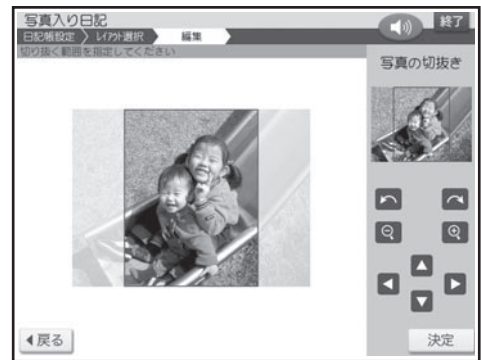 写真入り日記
終了
日記帳設定 レイアウト選択 編集
切り抜く範囲を指定してください
写真の切抜き
戻る
決定